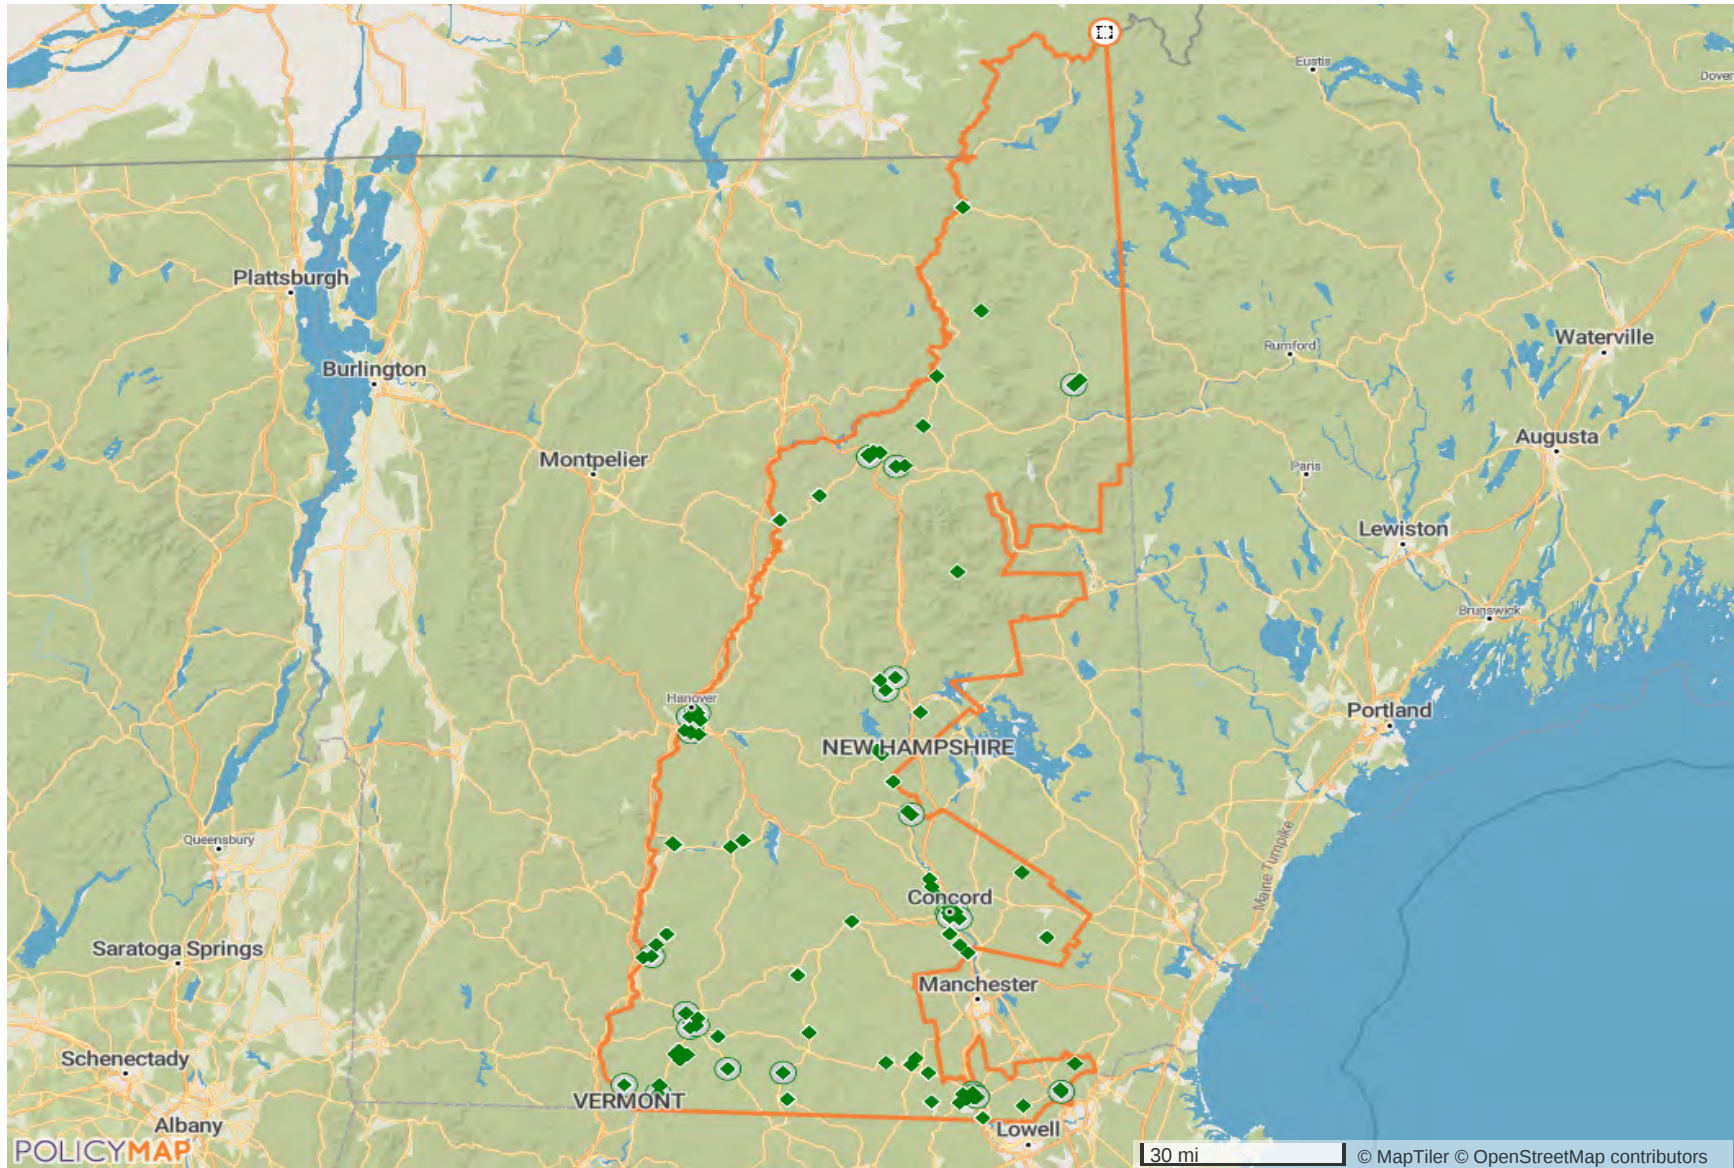 Eustis
Dover
Plattsburgh
Waterville
Rumford
Burlington
Augusta
Montpelier
Paris
Lewiston
Brunswick
Hanover
Portland
NEW HAMPSHIRE
Queensbury
Maine Turnpike
Concord
Saratoga Springs
Manchester
Schenectady
VERMONT
Albany
Lowell
POLICYMAP
30 mi
© MapTiler © OpenStreetMap contributors